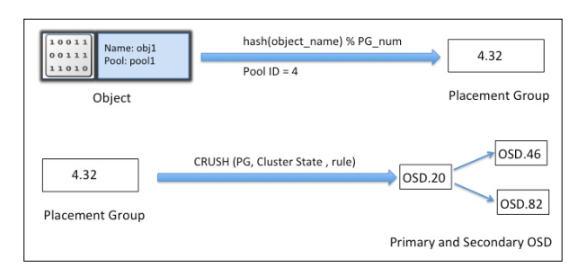 10011
00111
11010
Name: obj1
Pool: pool1
hash(object_name) % PG_num
Pool ID = 4
4.32
Object
Placement Group
4.32
CRUSH (PG, Cluster State , rule)
OSD.20
OSD.46
OSD.82
Placement Group
Primary and Secondary OSD